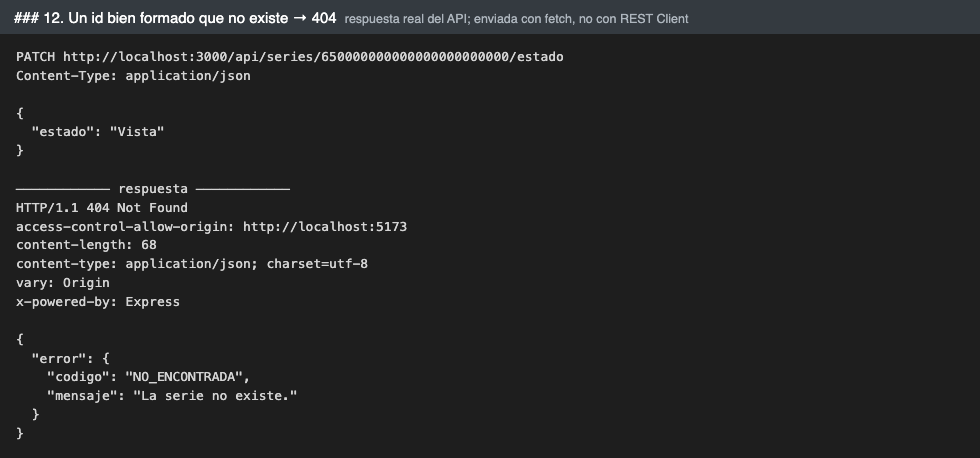 ### 12. Un id bien formado que no existe → 404 respuesta real del API; enviada con fetch, no con REST Client
PATCH http://localhost:3000/api/series/650000000000000000000000/estado
Content-Type: application/json
{
"estado": "Vista"
}
──────────── respuesta ────────────
HTTP/1.1 404 Not Found
access-control-allow-origin: http://localhost:5173
content-length: 68
content-type: application/json; charset=utf-8
vary: Origin
x-powered-by: Express
{
"error": {
"codigo": "NO_ENCONTRADA",
"mensaje": "La serie no existe."
}
}